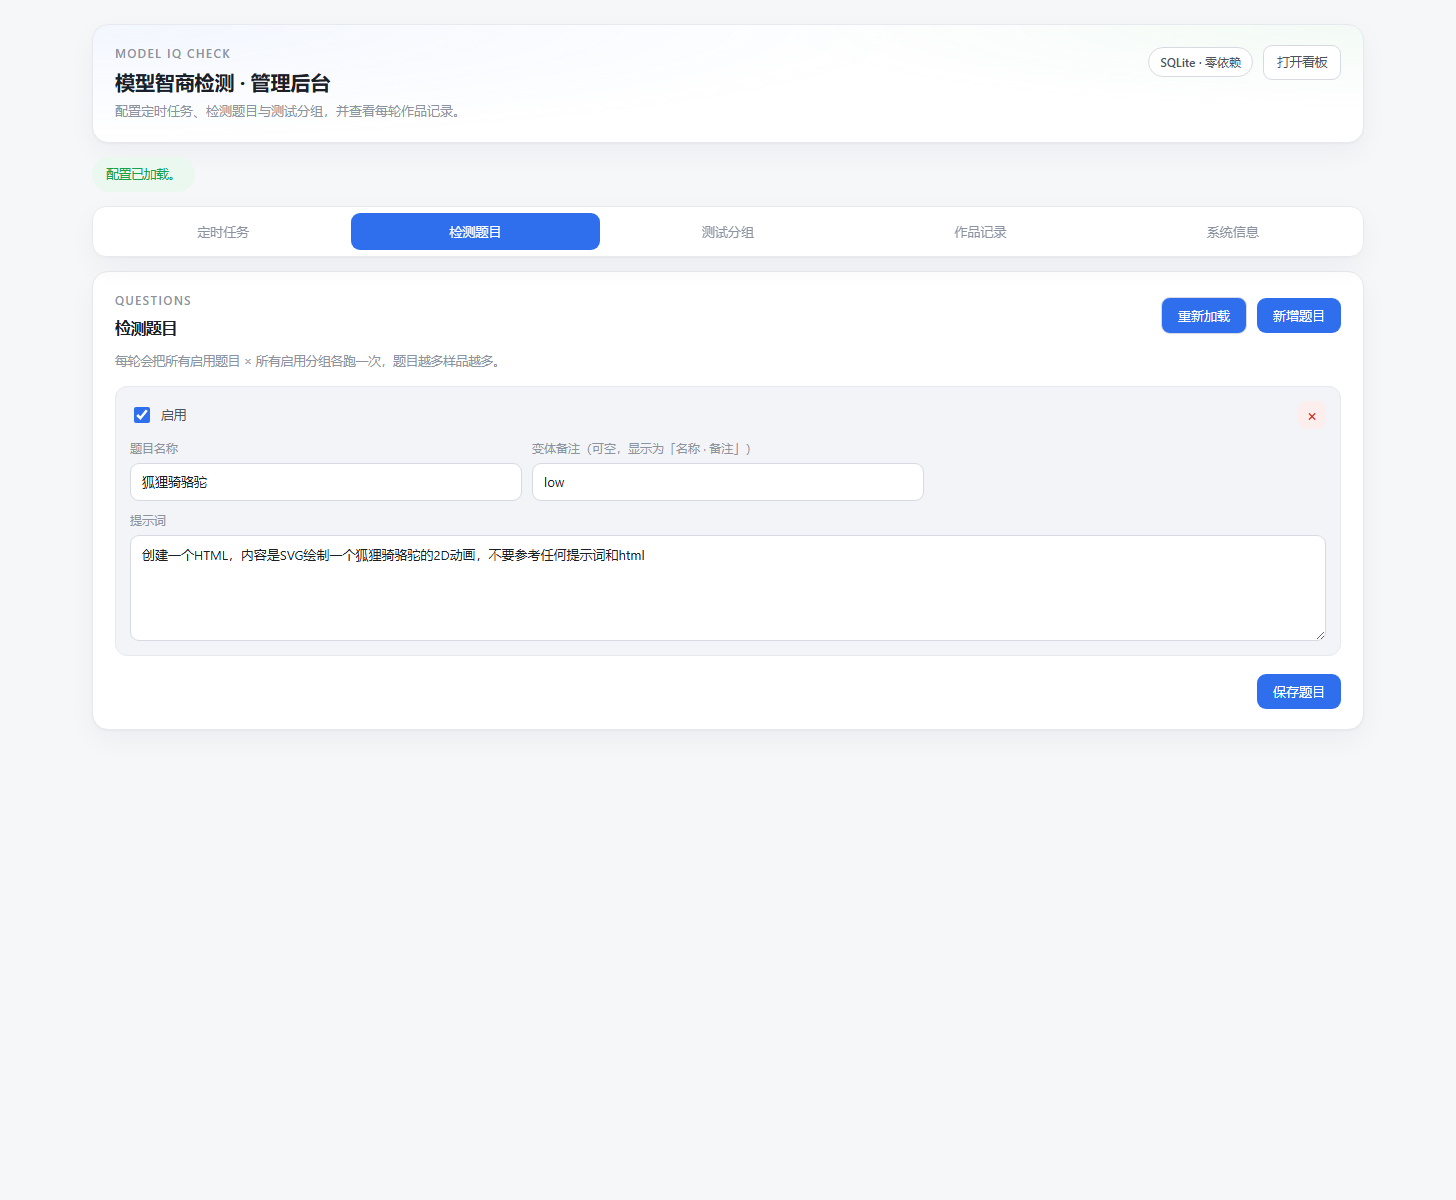 MODEL IQ CHECK
模型智商检测 · 管理后台
配置定时任务、检测题目与测试分组，并查看每轮作品记录。
SQLite · 零依赖
打开看板
配置已加载。
定时任务
检测题目
测试分组
作品记录
系统信息
QUESTIONS
检测题目
重新加载
新增题目
每轮会把所有启用题目 × 所有启用分组各跑一次，题目越多样品越多。
启用
×
题目名称
变体备注（可空，显示为「名称 · 备注」）
狐狸骑骆驼
low
提示词
创建一个HTML，内容是SVG绘制一个狐狸骑骆驼的2D动画，不要参考任何提示词和html
保存题目